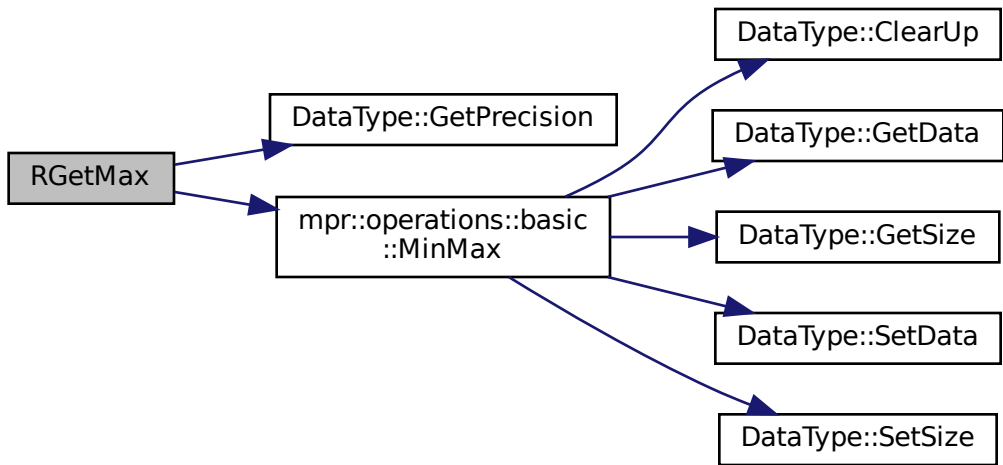 RGetMax
DataType::GetPrecision
mpr::operations::basic
::MinMax
DataType::ClearUp
DataType::GetData
DataType::GetSize
DataType::SetData
DataType::SetSize